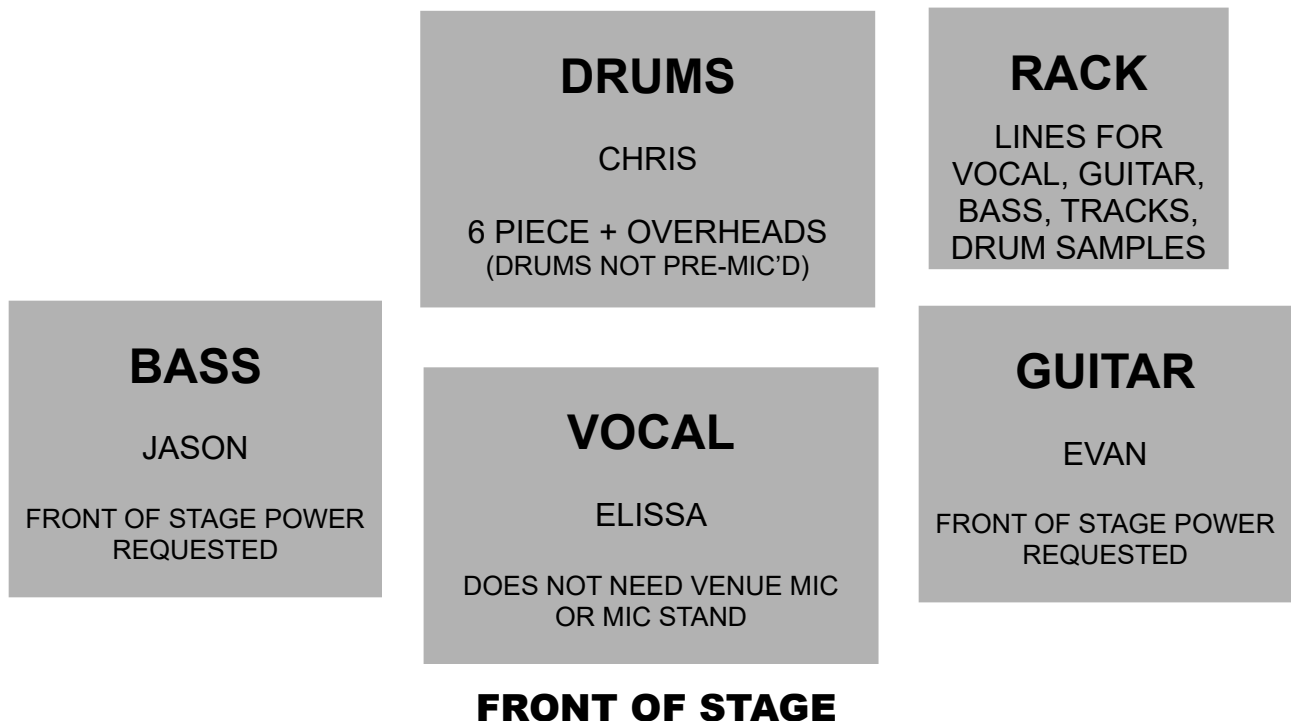 DRUMS
CHRIS
6 PIECE + OVERHEADS
(DRUMS NOT PRE-MIC’D)
RACK
LINES FOR
VOCAL, GUITAR,
BASS, TRACKS,
DRUM SAMPLES
BASS
JASON
FRONT OF STAGE POWER
REQUESTED
VOCAL
ELISSA
DOES NOT NEED VENUE MIC
OR MIC STAND
GUITAR
EVAN
FRONT OF STAGE POWER
REQUESTED
FRONT OF STAGE